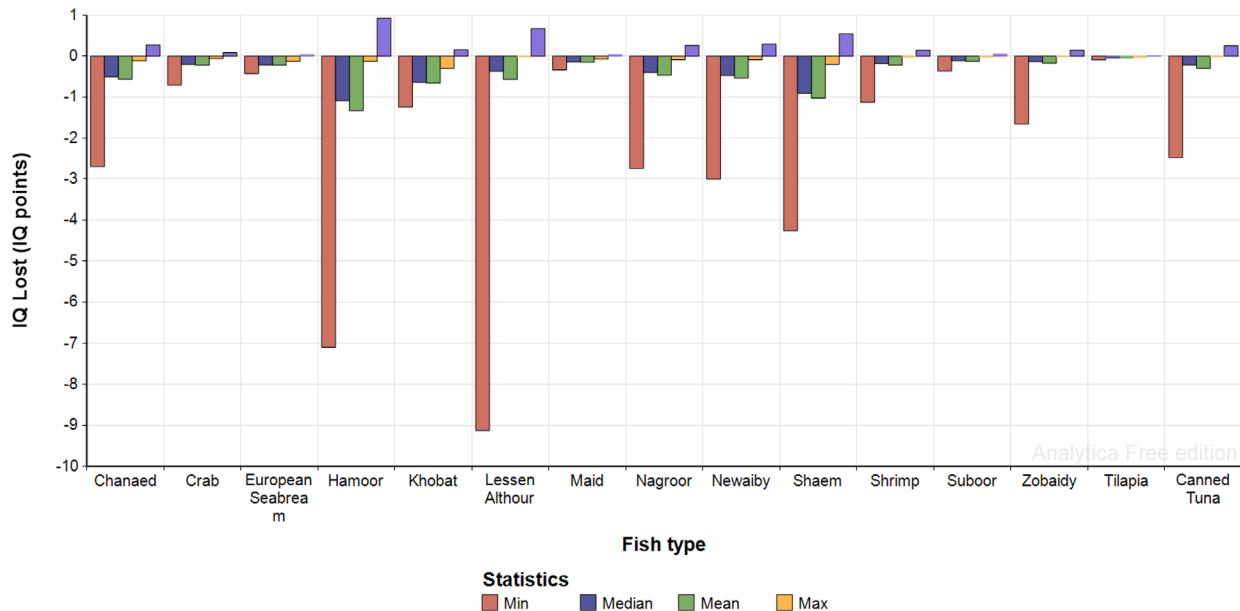 1
0
-1
-2
-3
-4
-5
-6
-7
-8
-9
-10
IQ Lost (IQ points)
Analytica Free edition
Chanaed Crab European Hamoor Khobat Lessen Maid Nagroor Newaiby Shaem Shrimp Suboor Zobaidy Tilapia Canned
Seabrea Althour Tuna
m
Fish type
Statistics
Min Median Mean Max